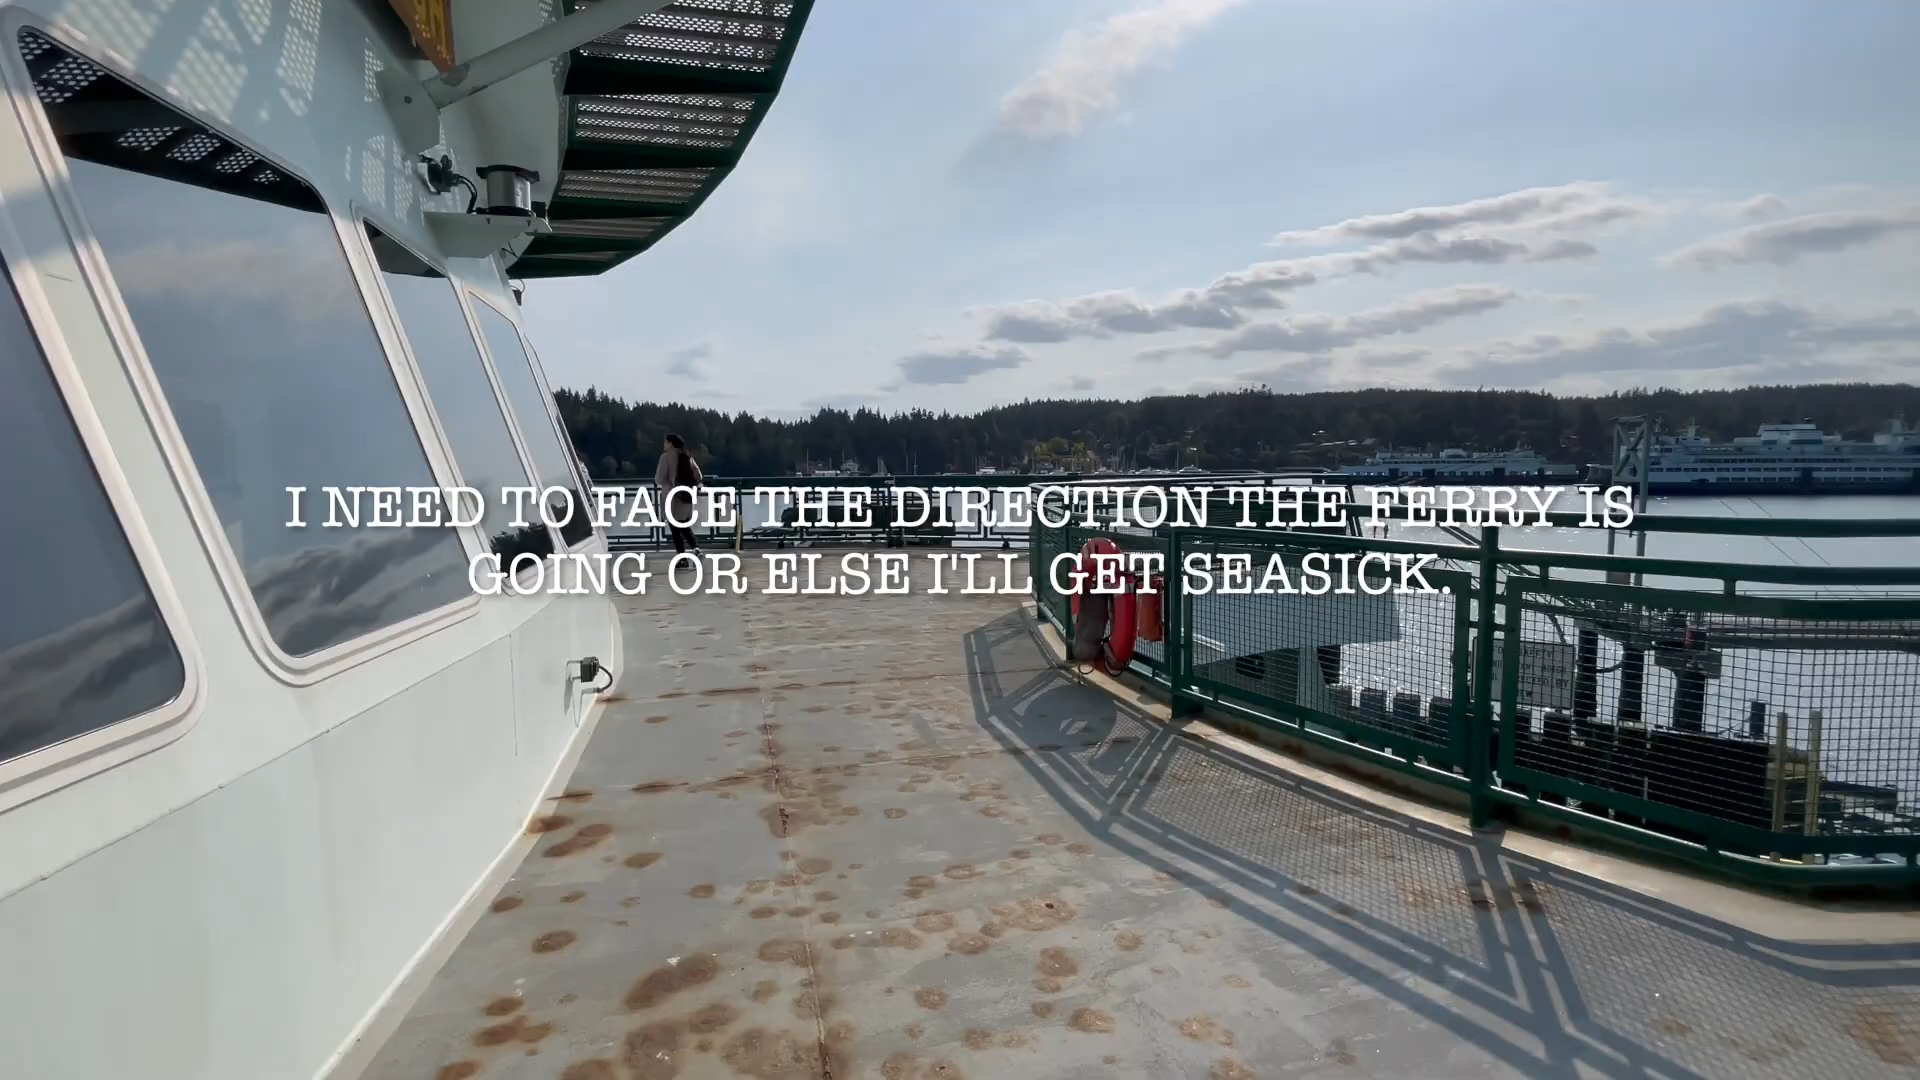 I NEED TO FACE THE DIRECTION THE FERRY IS
GOING OR ELSE I'LL GET SEASICK.